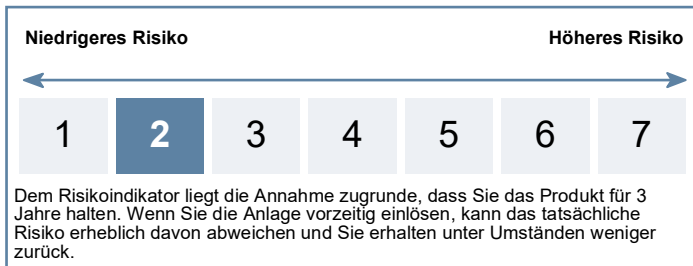 Niedrigeres Risiko Höheres Risiko
1 2 3 4 5 6 7
Dem Risikoindikator liegt die Annahme zugrunde, dass Sie das Produkt für 3
Jahre halten. Wenn Sie die Anlage vorzeitig einlösen, kann das tatsächliche
Risiko erheblich davon abweichen und Sie erhalten unter Umständen weniger
zurück.